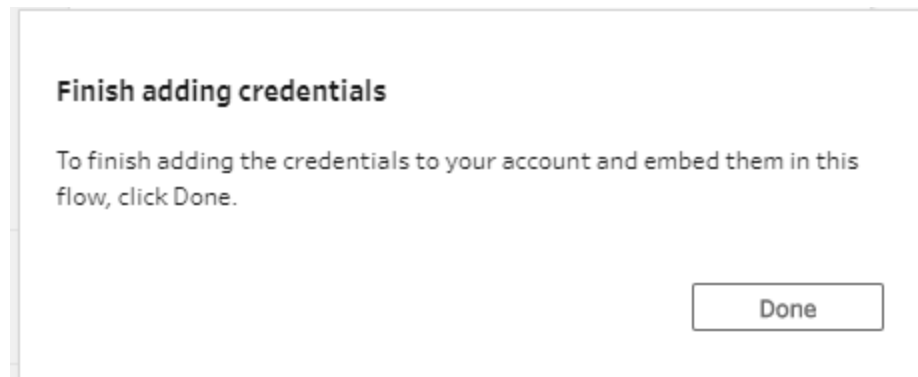 Finish adding credentials
To finish adding the credentials to your account and embed them in this
flow, click Done.
Done